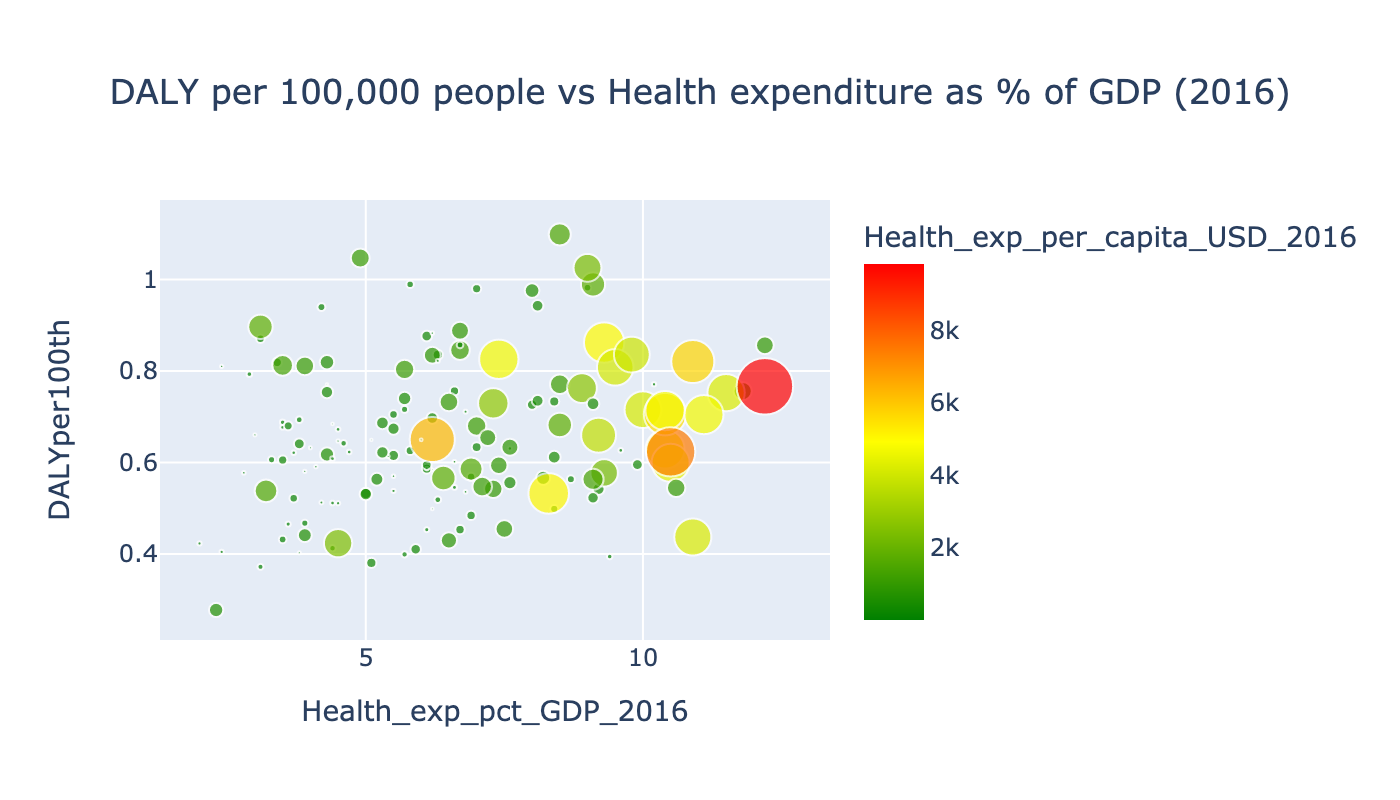 DALY per 100,000 people vs Health expenditure as % of GDP (2016)
Health_exp_per_capita_USD_2016
8k
6k
4k
2k
1
0.8
0.6
0.4
DALYper100th
5
10
Health_exp_pct_GDP_2016